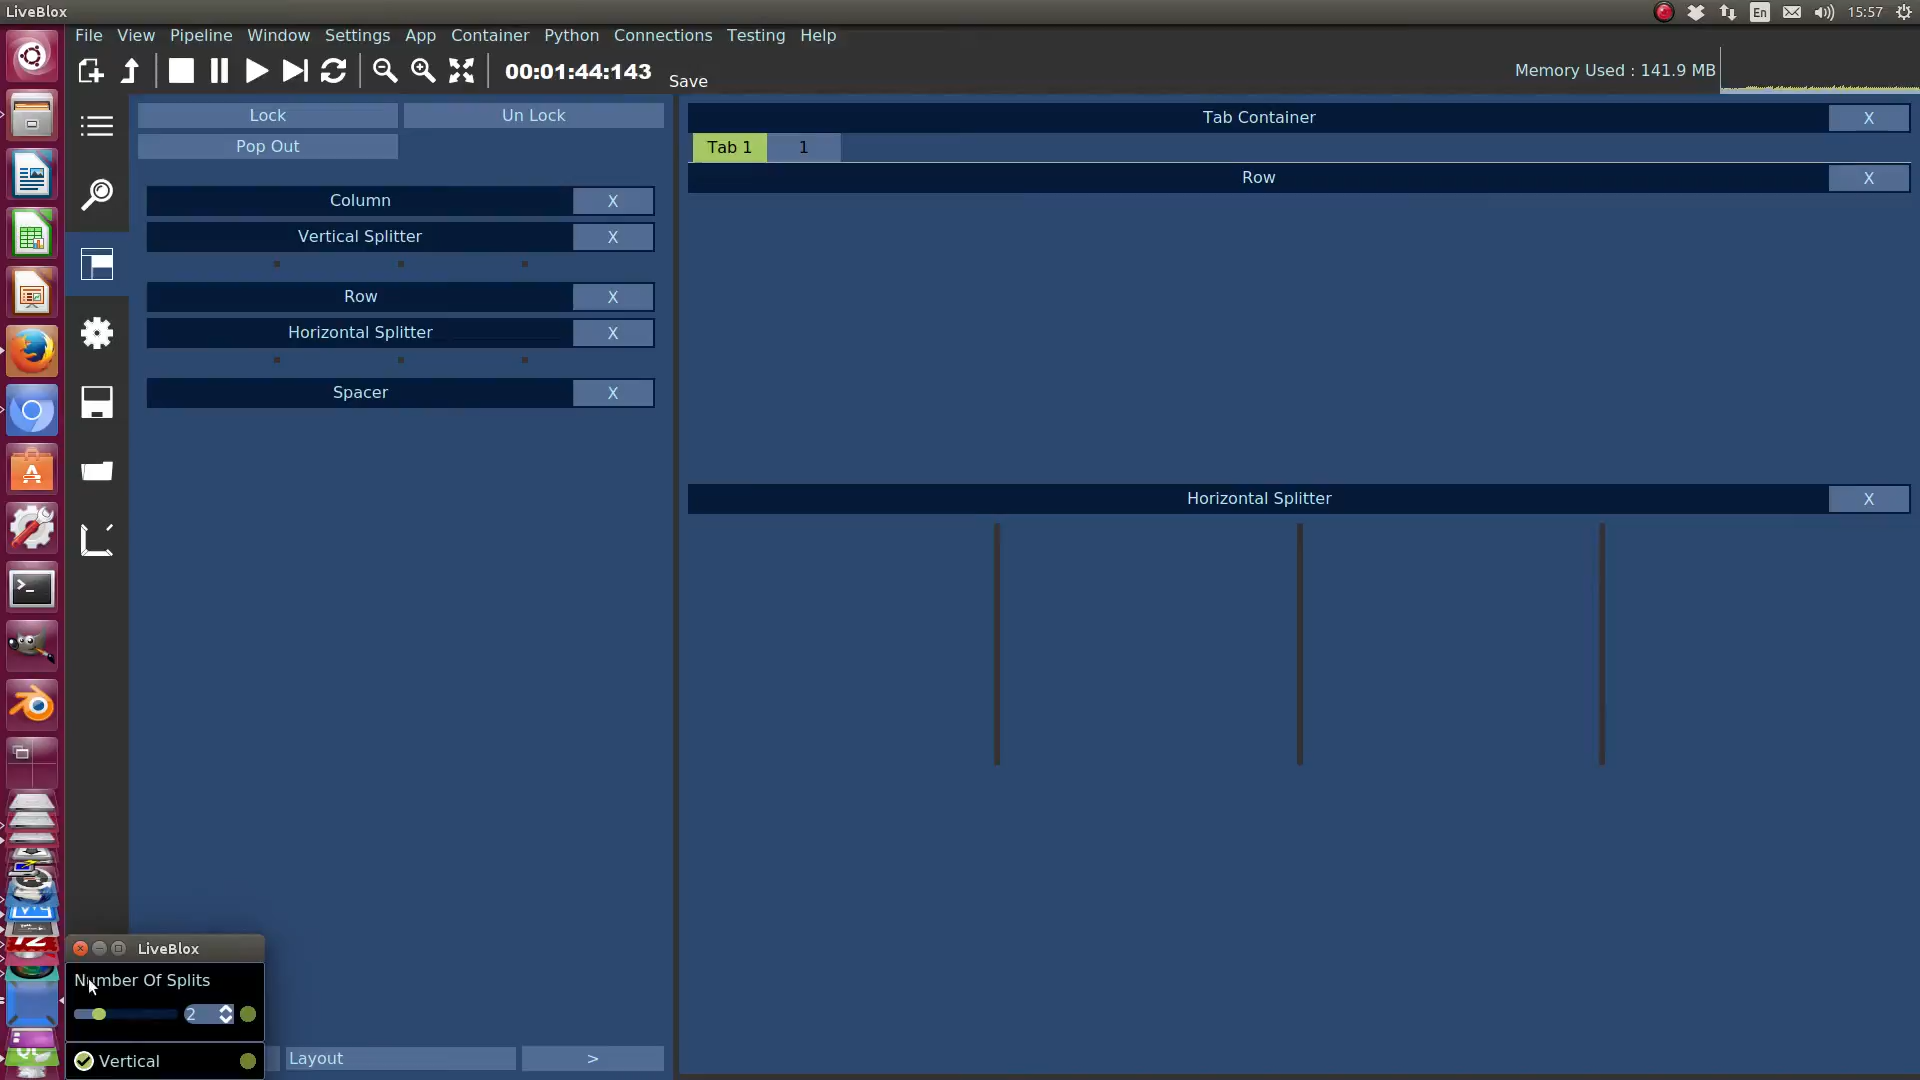 LiveBlox
En
15:57
File View Pipeline Window Settings App Container Python Connections Testing Help
00:01:44:143
Save
Memory Used : 141.9 MB
Lock
Un Lock
Pop Out
Tab Container
X
Tab 1
1
Row
X
Column
X
Vertical Splitter
X
Row
X
Horizontal Splitter
X
Spacer
X
Horizontal Splitter
X
LiveBlox
Number Of Splits
2
Vertical
Layout
>